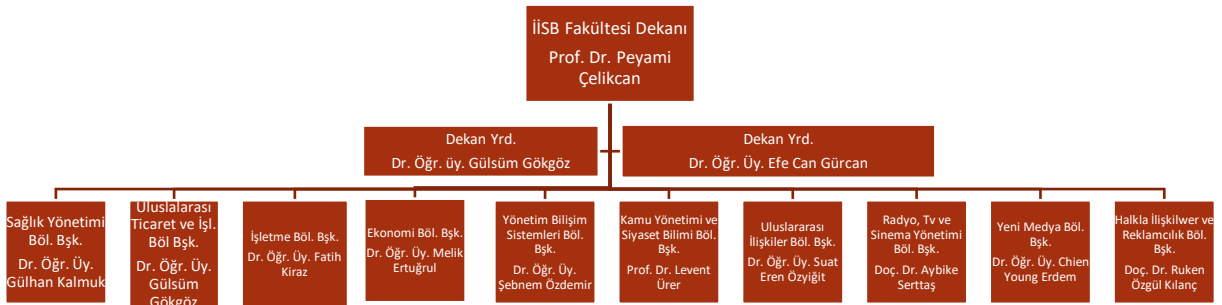 İİSB Fakültesi Dekanı
Prof. Dr. Peyami
Çelikcan
Dekan Yrd.
Dr. Öğr. üy. Gülsüm Gökgöz
Dekan Yrd.
Dr. Öğr. Üy. Efe Can Gürcan
Sağlık Yönetimi
Böl. Bşk.
Dr. Öğr. Üy.
Gülhan Kalmuk
Uluslalarası
Ticaret ve İşl.
Böl Bşk.
Dr. Öğr. Üy.
Gülsüm
Gökgöz
İşletme Böl. Bşk.
Dr. Öğr. Üy. Fatih
Kiraz
Ekonomi Böl. Bşk.
Dr. Öğr. Üy. Melik
Ertuğrul
Yönetim Bilişim
Sistemleri Böl.
Bşk.
Dr. Öğr. Üy.
Şebnem Özdemir
Kamu Yönetimi ve
Siyaset Bilimi Böl.
Bşk.
Prof. Dr. Levent
Ürer
Uluslararası
İlişkiler Böl. Bşk.
Dr. Öğr. Üy. Suat
Eren Özyiğit
Radyo, Tv ve
Sinema Yönetimi
Böl. Bşk.
Doç. Dr. Aybike
Serttaş
Yeni Medya Böl.
Bşk.
Dr. Öğr. Üy. Chien
Young Erdem
Halkla İlişkilwer ve
Reklamcılık Böl.
Bşk.
Doç. Dr. Ruken
Özgül Kılanç